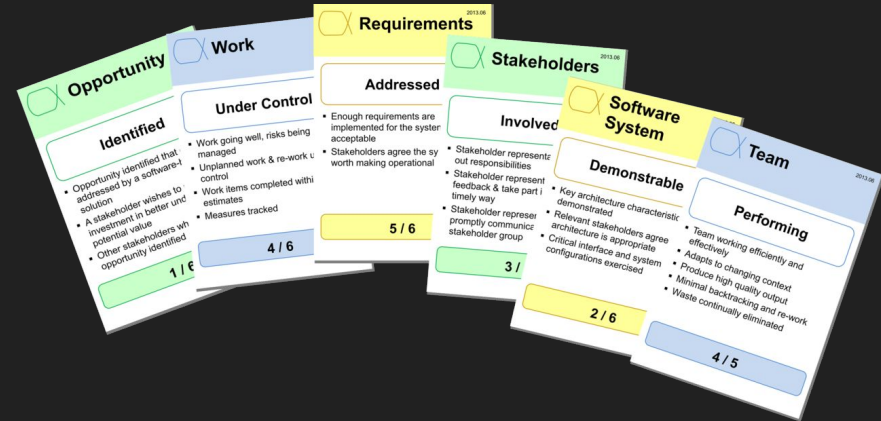 Opportunity
Identified
▪ Opportunity identified that
addressed by a software-
solution
▪ A stakeholder wishes to
investment in better und
potential value
▪ Other stakeholders wh
opportunity identified
1 / 6
Work
Under Control
▪ Work going well, risks being
managed
▪ Unplanned work & re-work u
control
▪ Work items completed withi
estimates
▪ Measures tracked
4 / 6
2013.06
Requirements
Addressed
▪ Enough requirements are
implemented for the system
acceptable
▪ Stakeholders agree the sy
worth making operational
5 / 6
2013.06
Stakeholders
Involved
▪ Stakeholder representa
out responsibilities
▪ Stakeholder represent
feedback & take part i
timely way
▪ Stakeholder represen
promptly communica
stakeholder group
3 /
Software
System
Demonstrable
▪ Key architecture characteristic
demonstrated
▪ Relevant stakeholders agree
architecture is appropriate
▪ Critical interface and system
configurations exercised
2 / 6
2013.06
Team
Performing
▪ Team working efficiently and
effectively
▪ Adapts to changing context
▪ Produce high quality output
▪ Minimal backtracking and re-work
▪ Waste continually eliminated
4 / 5